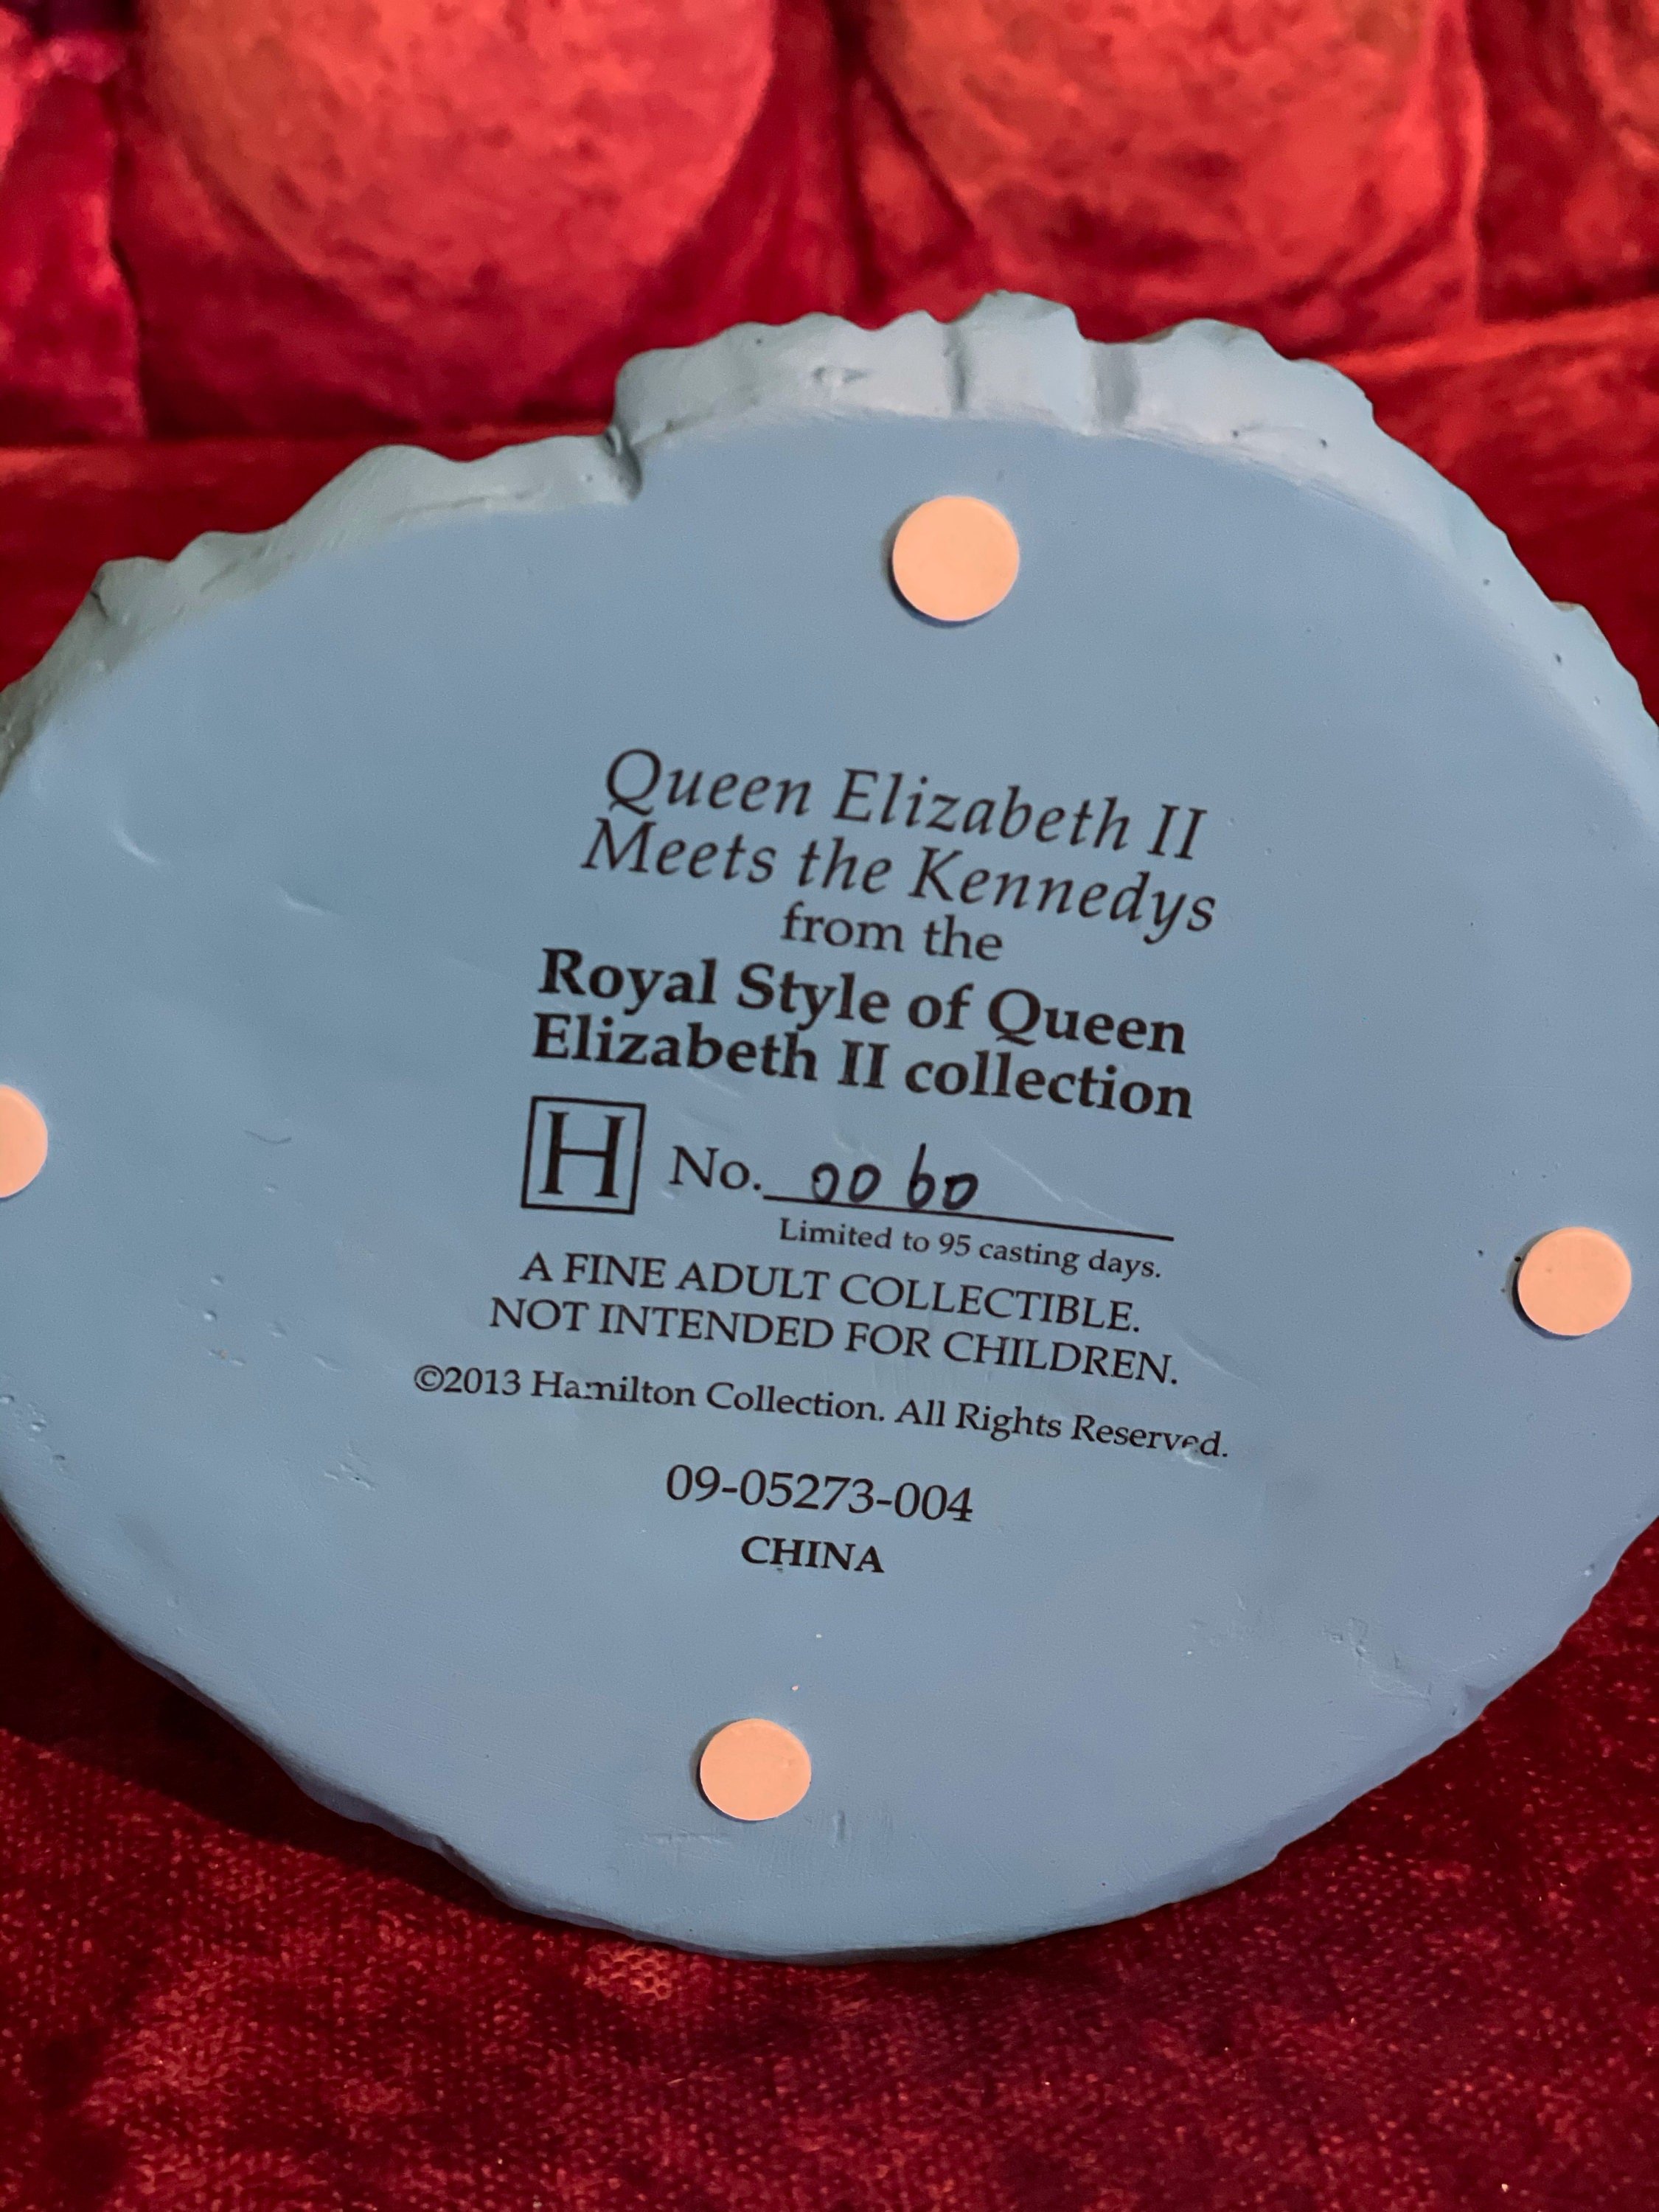 Queen Elizabeth II
Meets the Kennedys
from the
Royal Style of Queen
Elizabeth II collection
H No. 0060
Limited to 95 casting days.
A FINE ADULT COLLECTIBLE.
NOT INTENDED FOR CHILDREN.
©2013 Hamilton Collection. All Rights Reserved.
09-05273-004
CHINA